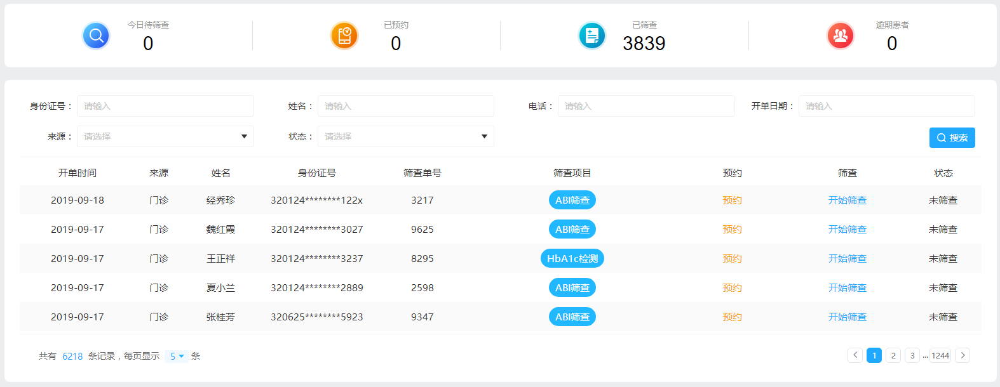 今日待筛查 已预约 已筛查 逾期患者
0 0 3839 0
身份证号： 请输入 姓名： 请输入 电话： 请输入 开单日期： 请输入
来源： 请选择 状态： 请选择 搜索
开单时间 来源 姓名 身份证号 筛查单号 筛查项目 预约 筛查 状态
2019-09-18 门诊 经秀珍 320124********122x 3217 ABI筛查 预约 开始筛查 未筛查
2019-09-17 门诊 魏红霞 320124********3027 9625 ABI筛查 预约 开始筛查 未筛查
2019-09-17 门诊 王正祥 320124********3237 8295 HbA1c检测 预约 开始筛查 未筛查
2019-09-17 门诊 夏小兰 320124********2889 2598 ABI筛查 预约 开始筛查 未筛查
2019-09-17 门诊 张桂芳 320625********5923 9347 ABI筛查 预约 开始筛查 未筛查
共有 6218 条记录，每页显示 5 条 1 2 3 ... 1244